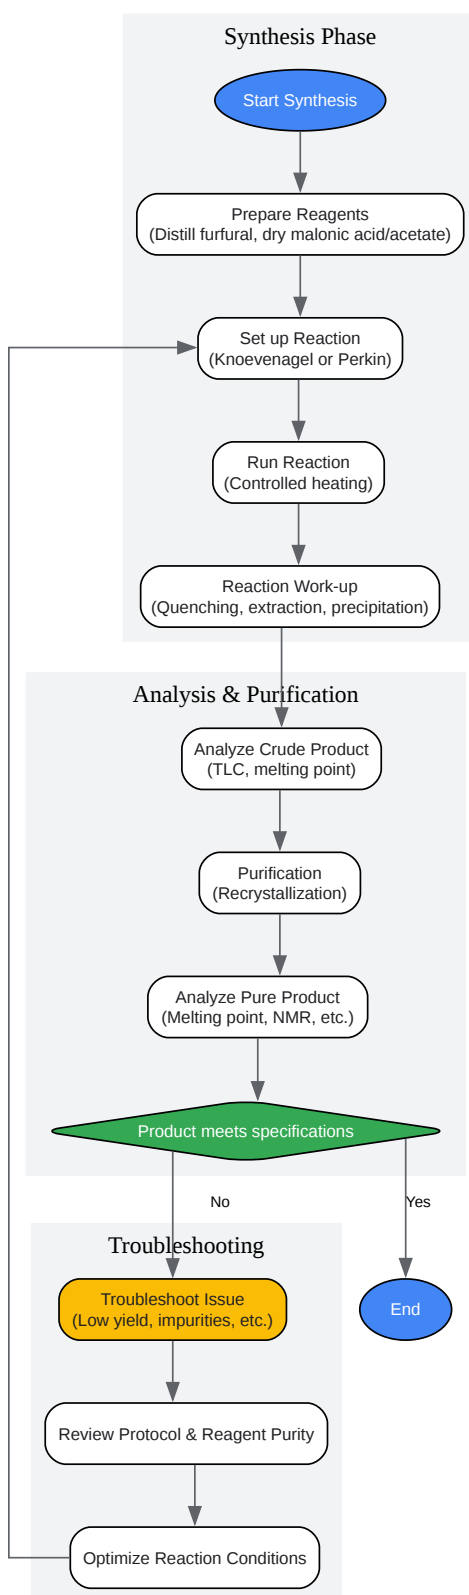 Synthesis Phase
Start Synthesis
Prepare Reagents
(Distill furfural, dry malonic acid/acetate)
Set up Reaction
(Knoevenagel or Perkin)
Run Reaction
(Controlled heating)
Reaction Work-up
(Quenching, extraction, precipitation)
Analysis & Purification
Analyze Crude Product
(TLC, melting point)
Purification
(Recrystallization)
Analyze Pure Product
(Melting point, NMR, etc.)
Product meets specifications
No
Yes
Troubleshooting
Troubleshoot Issue
(Low yield, impurities, etc.)
End
Review Protocol & Reagent Purity
Optimize Reaction Conditions